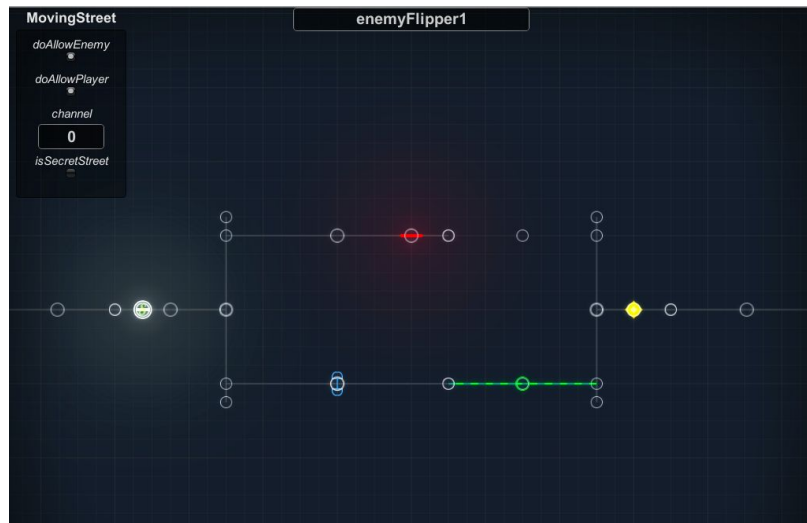 MovingStreet
enemyFlipper1
doAllowEnemy
doAllowPlayer
channel
0
isSecretStreet